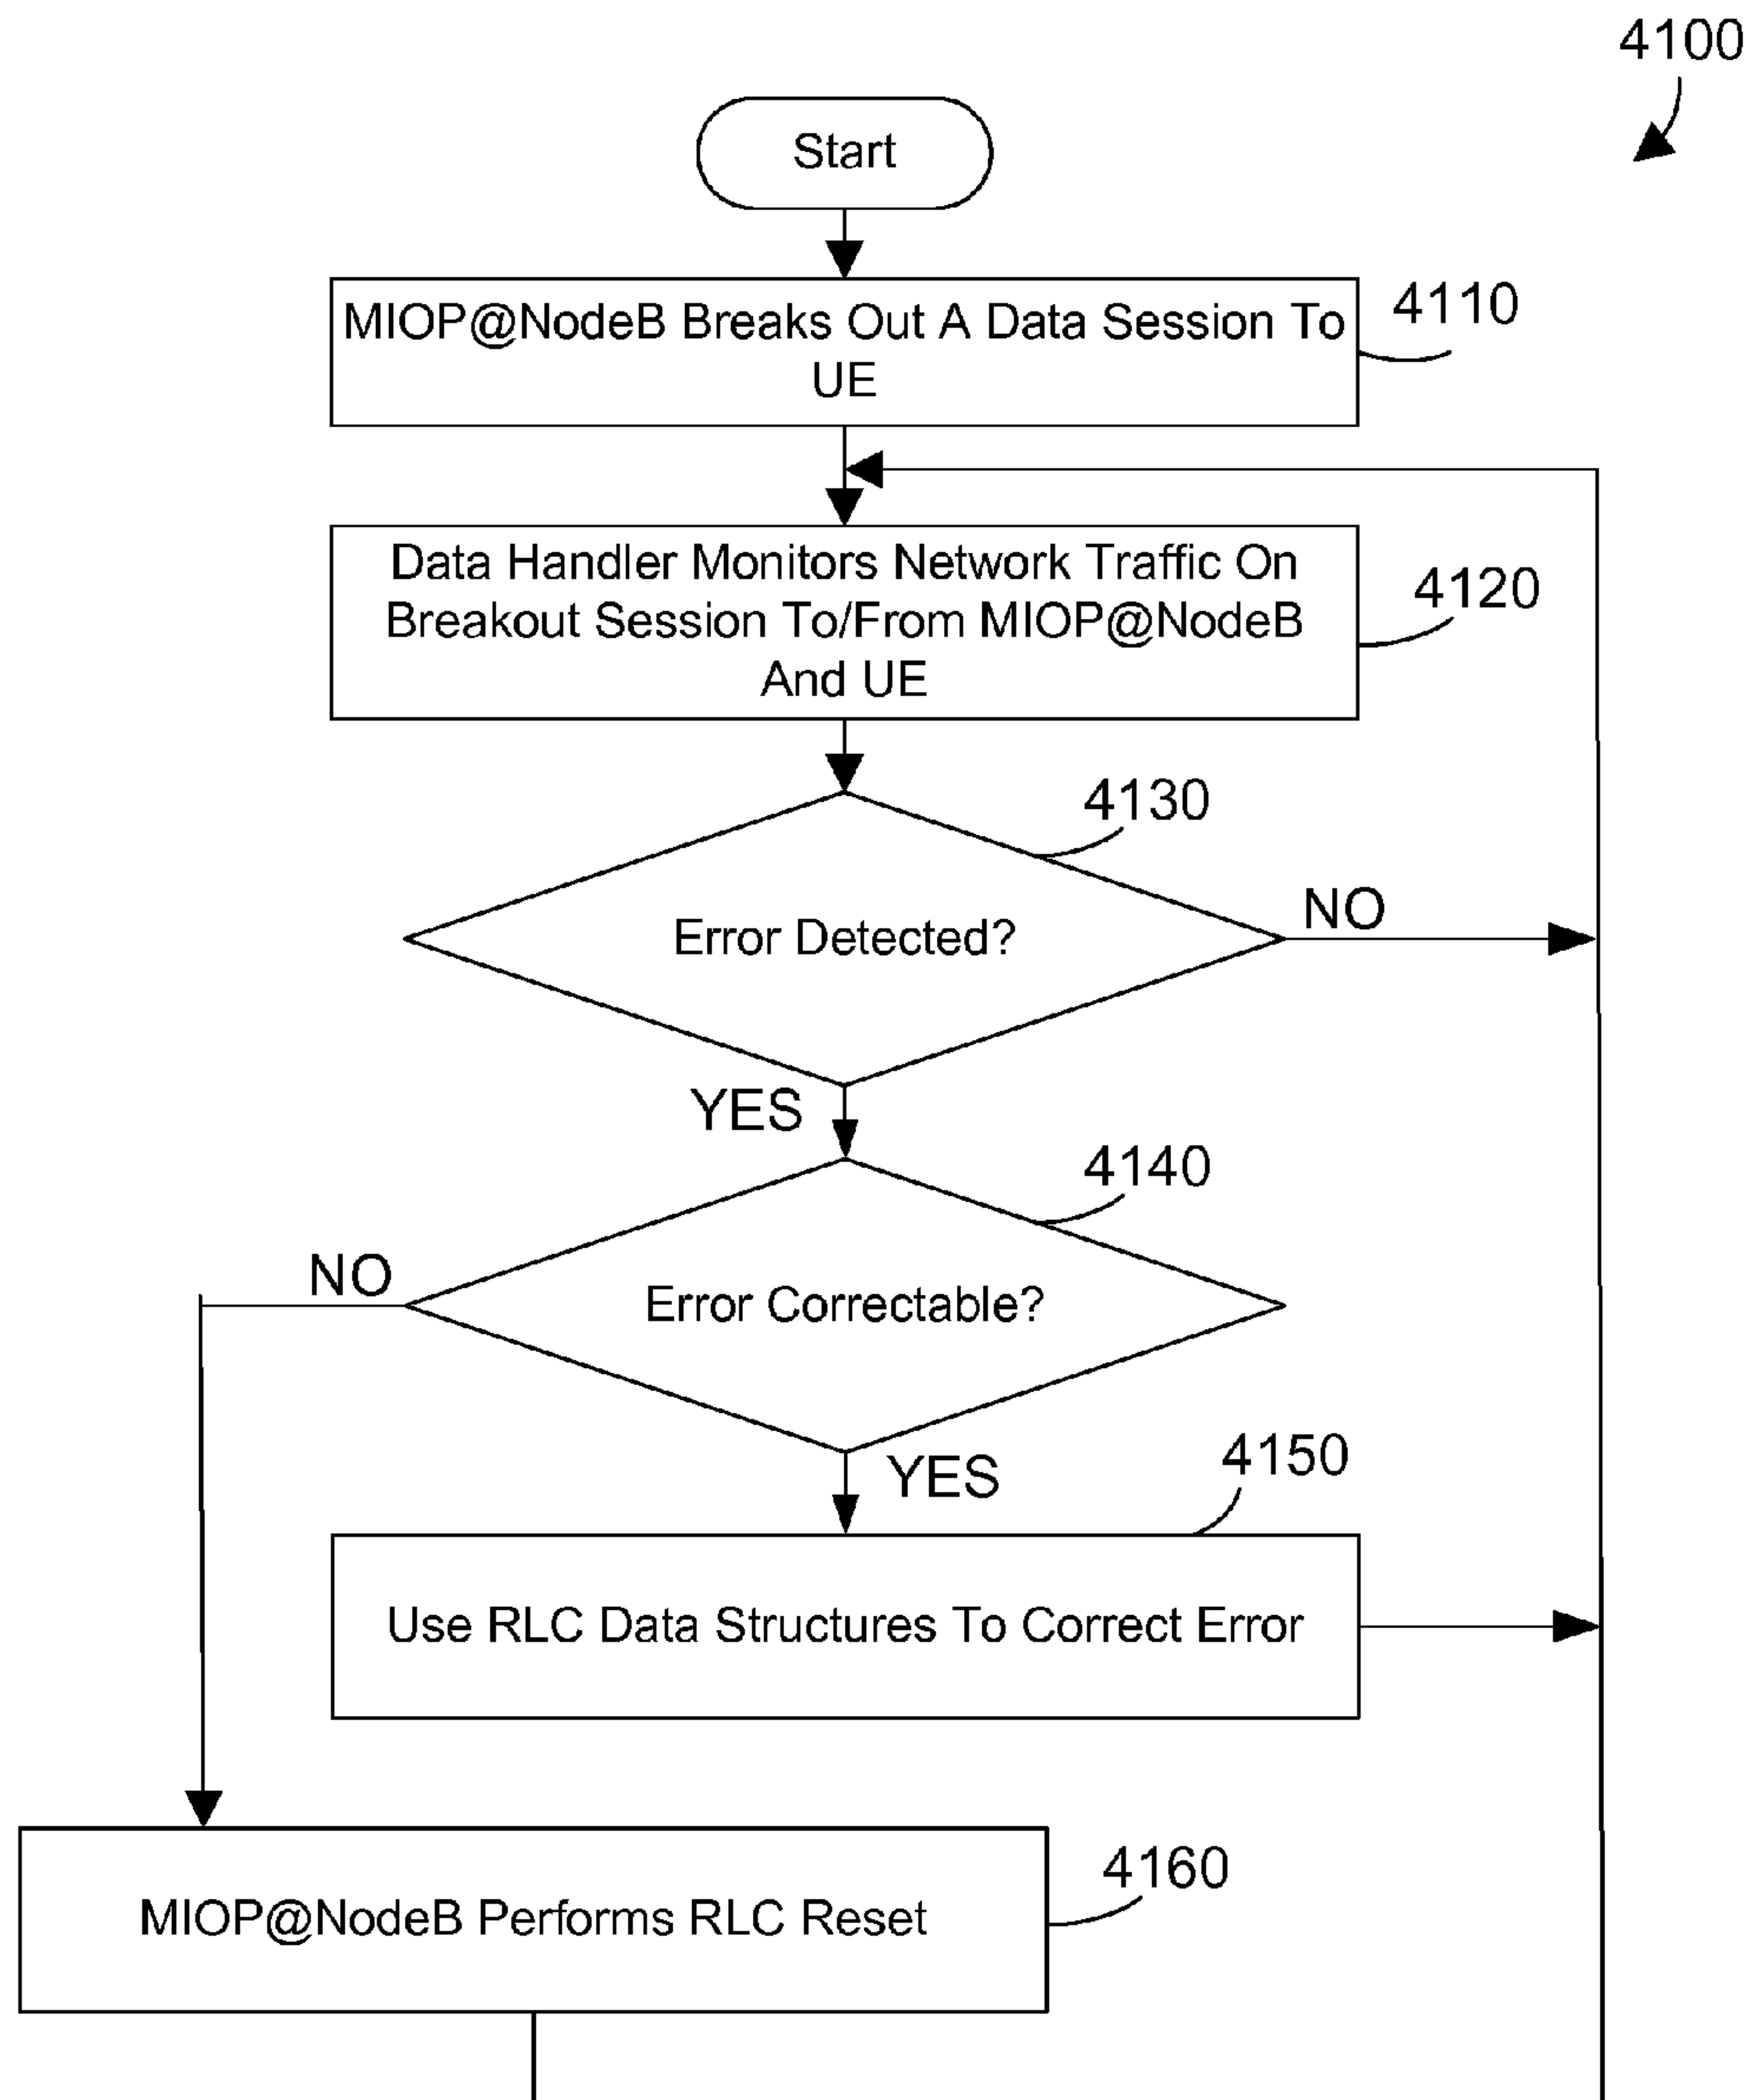 4100
Start
MIOP@NodeB Breaks Out A Data Session To
UE
4110
Data Handler Monitors Network Traffic On
Breakout Session To/From MIOP@NodeB
And UE
4120
4130
Error Detected?
NO
YES
4140
NO
Error Correctable?
YES
4150
Use RLC Data Structures To Correct Error
4160
MIOP@NodeB Performs RLC Reset